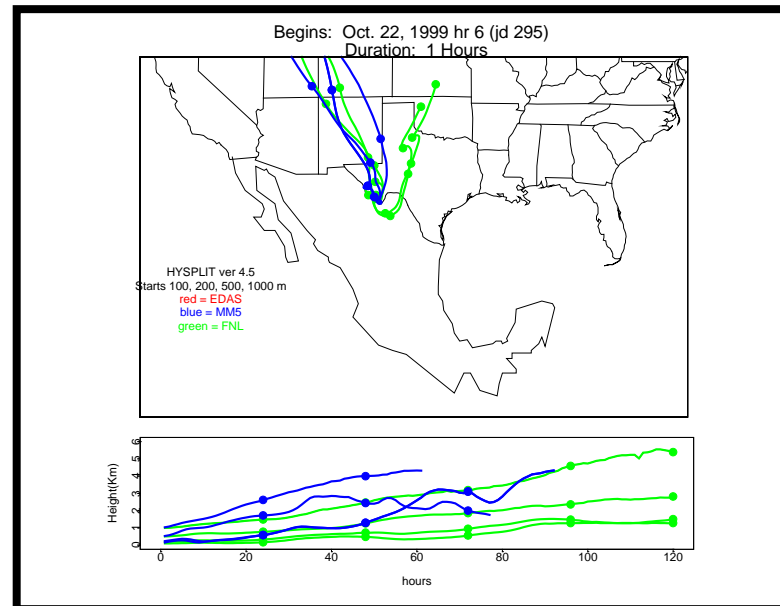 Begins:  Oct. 22, 1999 hr 6 (jd 295)
Duration:  1 Hours
HYSPLIT ver 4.5
Starts 100, 200, 500, 1000 m
red = EDAS
blue = MM5
green = FNL
Height(Km)
6
5
4
3
2
1
0
0 20 40 60 80 100 120
hours